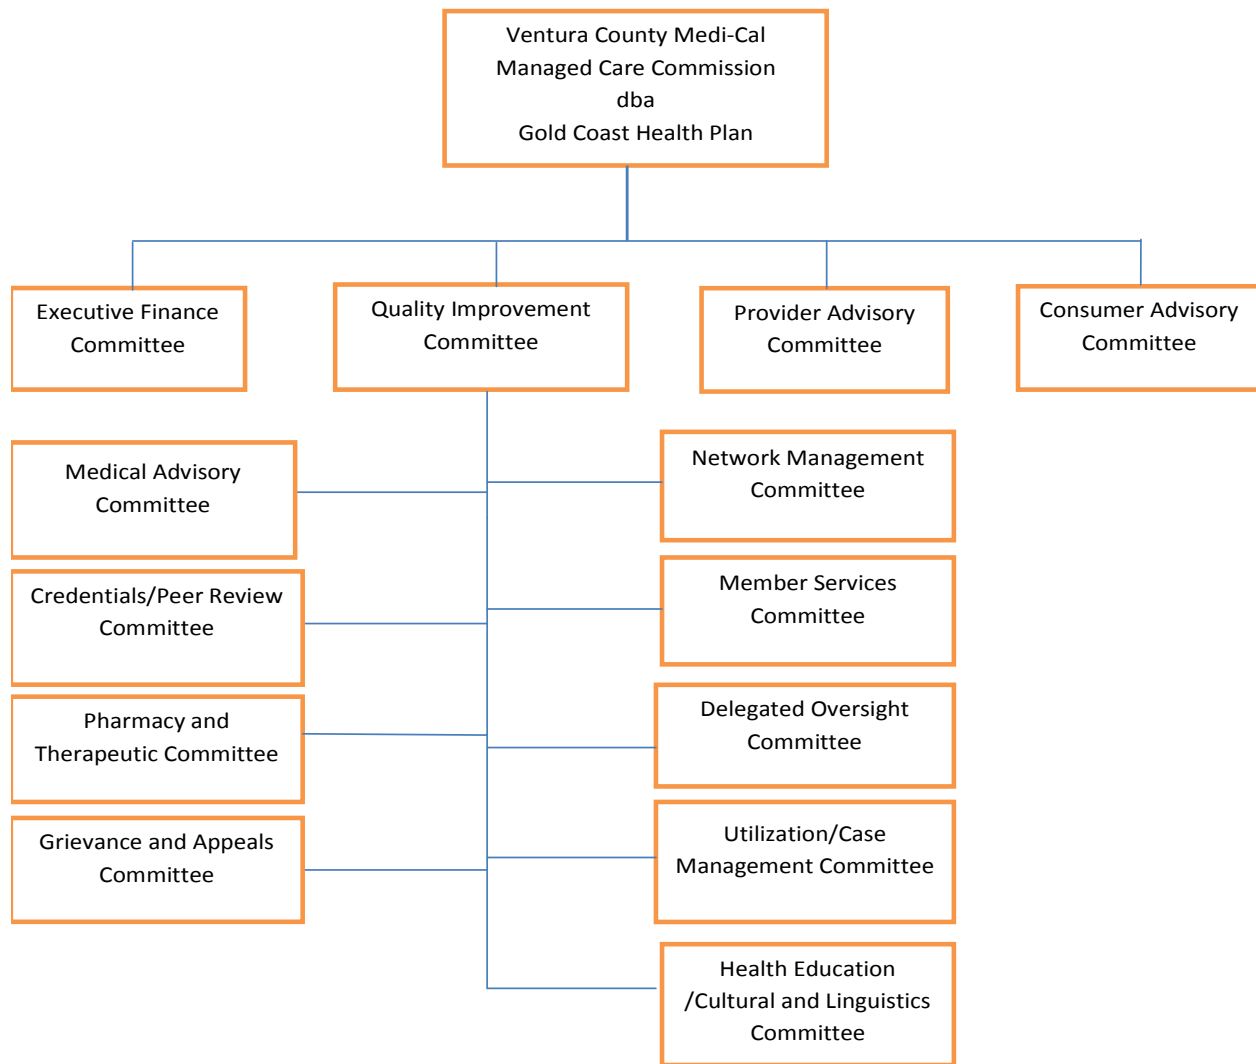 Ventura County Medi-Cal
Managed Care Commission
dba
Gold Coast Health Plan
Executive Finance
Committee
Quality Improvement
Committee
Provider Advisory
Committee
Consumer Advisory
Committee
Medical Advisory
Committee
Network Management
Committee
Credentials/Peer Review
Committee
Member Services
Committee
Pharmacy and
Therapeutic Committee
Delegated Oversight
Committee
Grievance and Appeals
Committee
Utilization/Case
Management Committee
Health Education
/Cultural and Linguistics
Committee